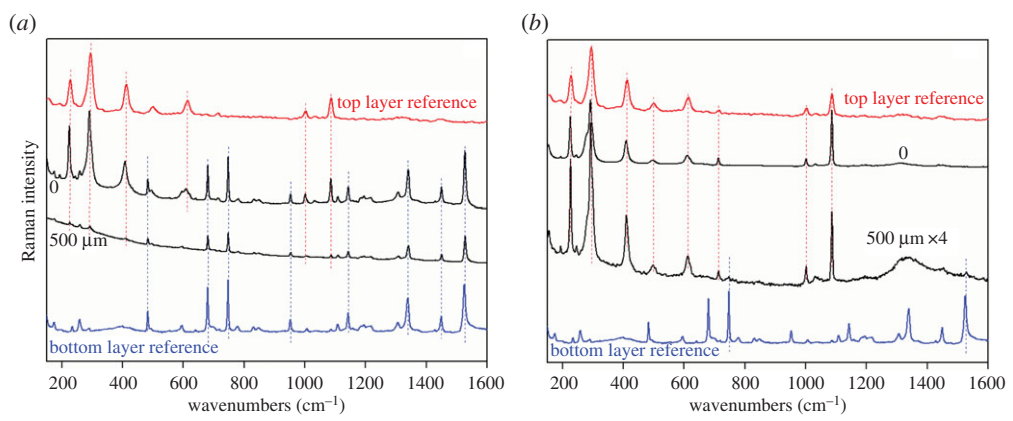 (a)
top layer reference
0
500 μm
bottom layer reference
Raman intensity
200 400 600 800 1000 1200 1400 1600
wavenumbers (cm⁻¹)
(b)
top layer reference
0
500 μm ×4
bottom layer reference
200 400 600 800 1000 1200 1400 1600
wavenumbers (cm⁻¹)